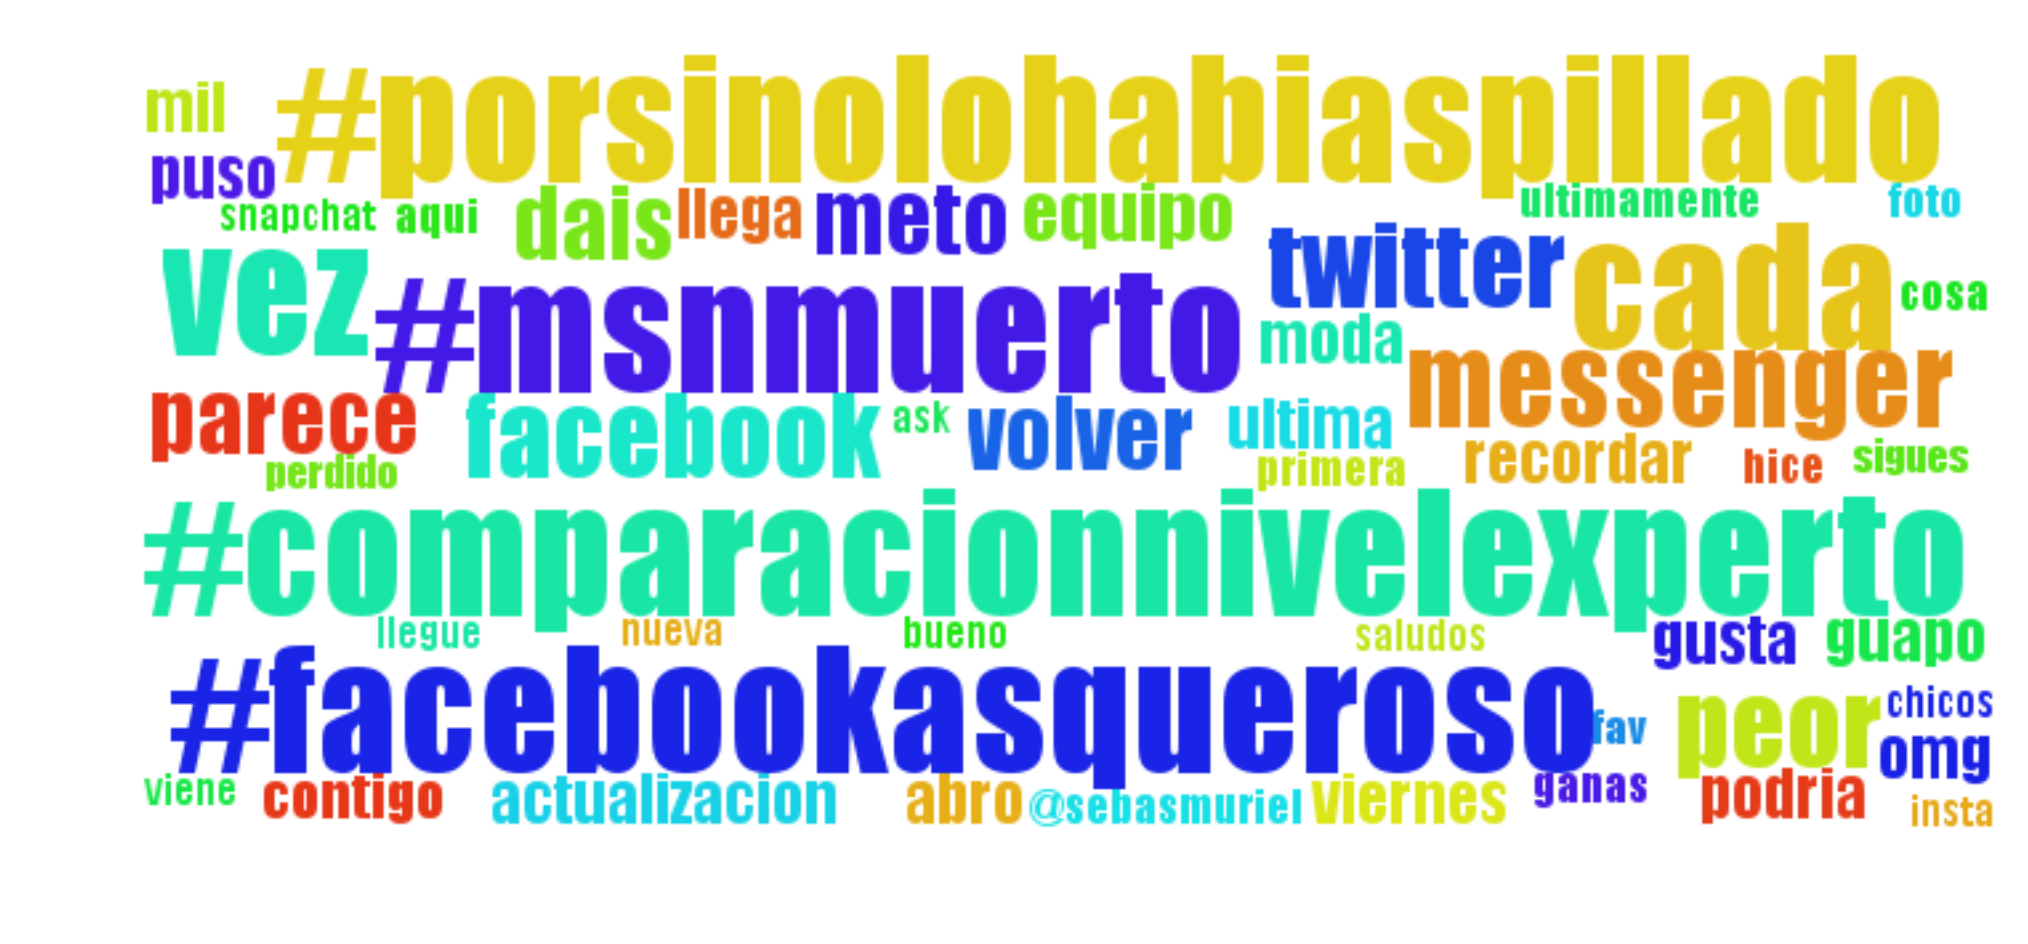 mil #porsinolohabiaspillado
puso
snapchat aqui dais llega meto equipo ultimamente foto
vez #msnmuerto twitter cada cosa
moda messenger
parece facebook ask volver ultima
perdido primera recordar hice sigues
#comparacionnivelexperto
llegue nueva bueno saludos gusta guapo
#facebookasqueroso fav peor chicos
omg
viene contigo actualizacion abro @sebasmuriel viernes ganas podria insta